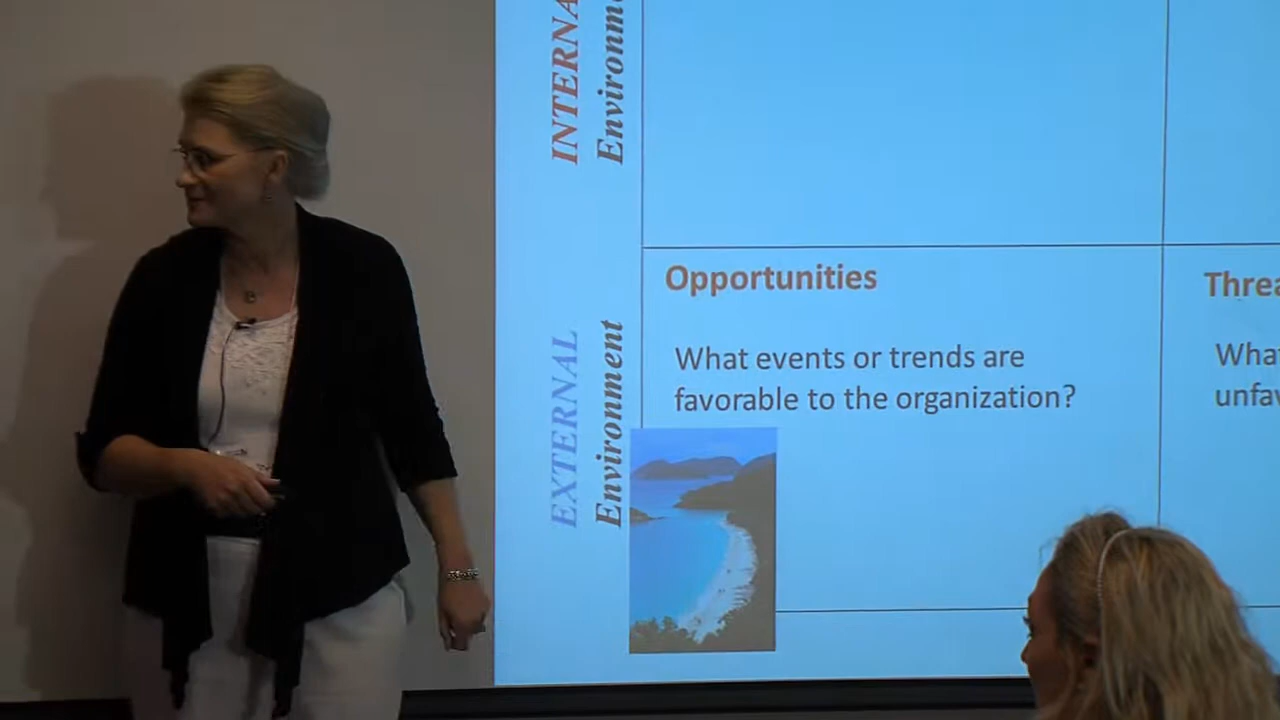 INTERNA
Environm
Opportunities
Threa
What events or trends are
favorable to the organization?
Wha
unfav
EXTERNAL
Environment